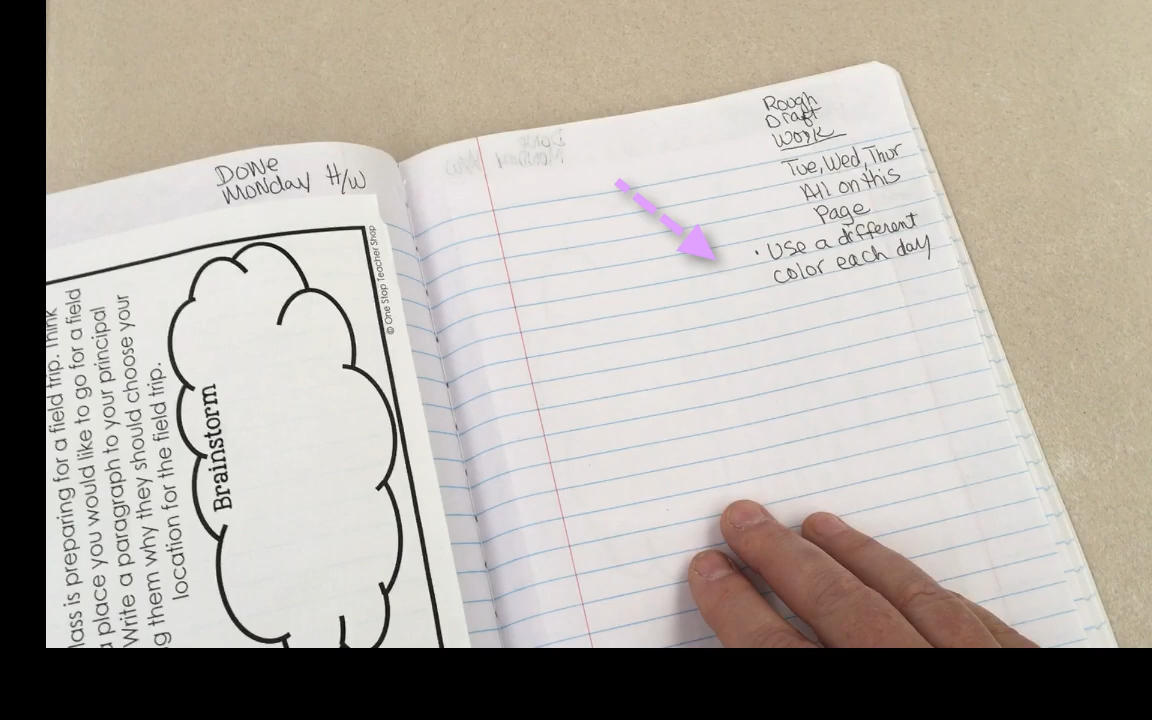 DONE
MONday H/W
© One Stop Teacher Shop
lass is preparing for a field trip. Think
a place you would like to go for a field
Write a paragraph to your principal
g them why they should choose your
location for the field trip.
Brainstorm
DONE
MONday H/W
Rough
Draft
Work
Tue, Wed, Thur
All on this
Page
· Use a different
color each day